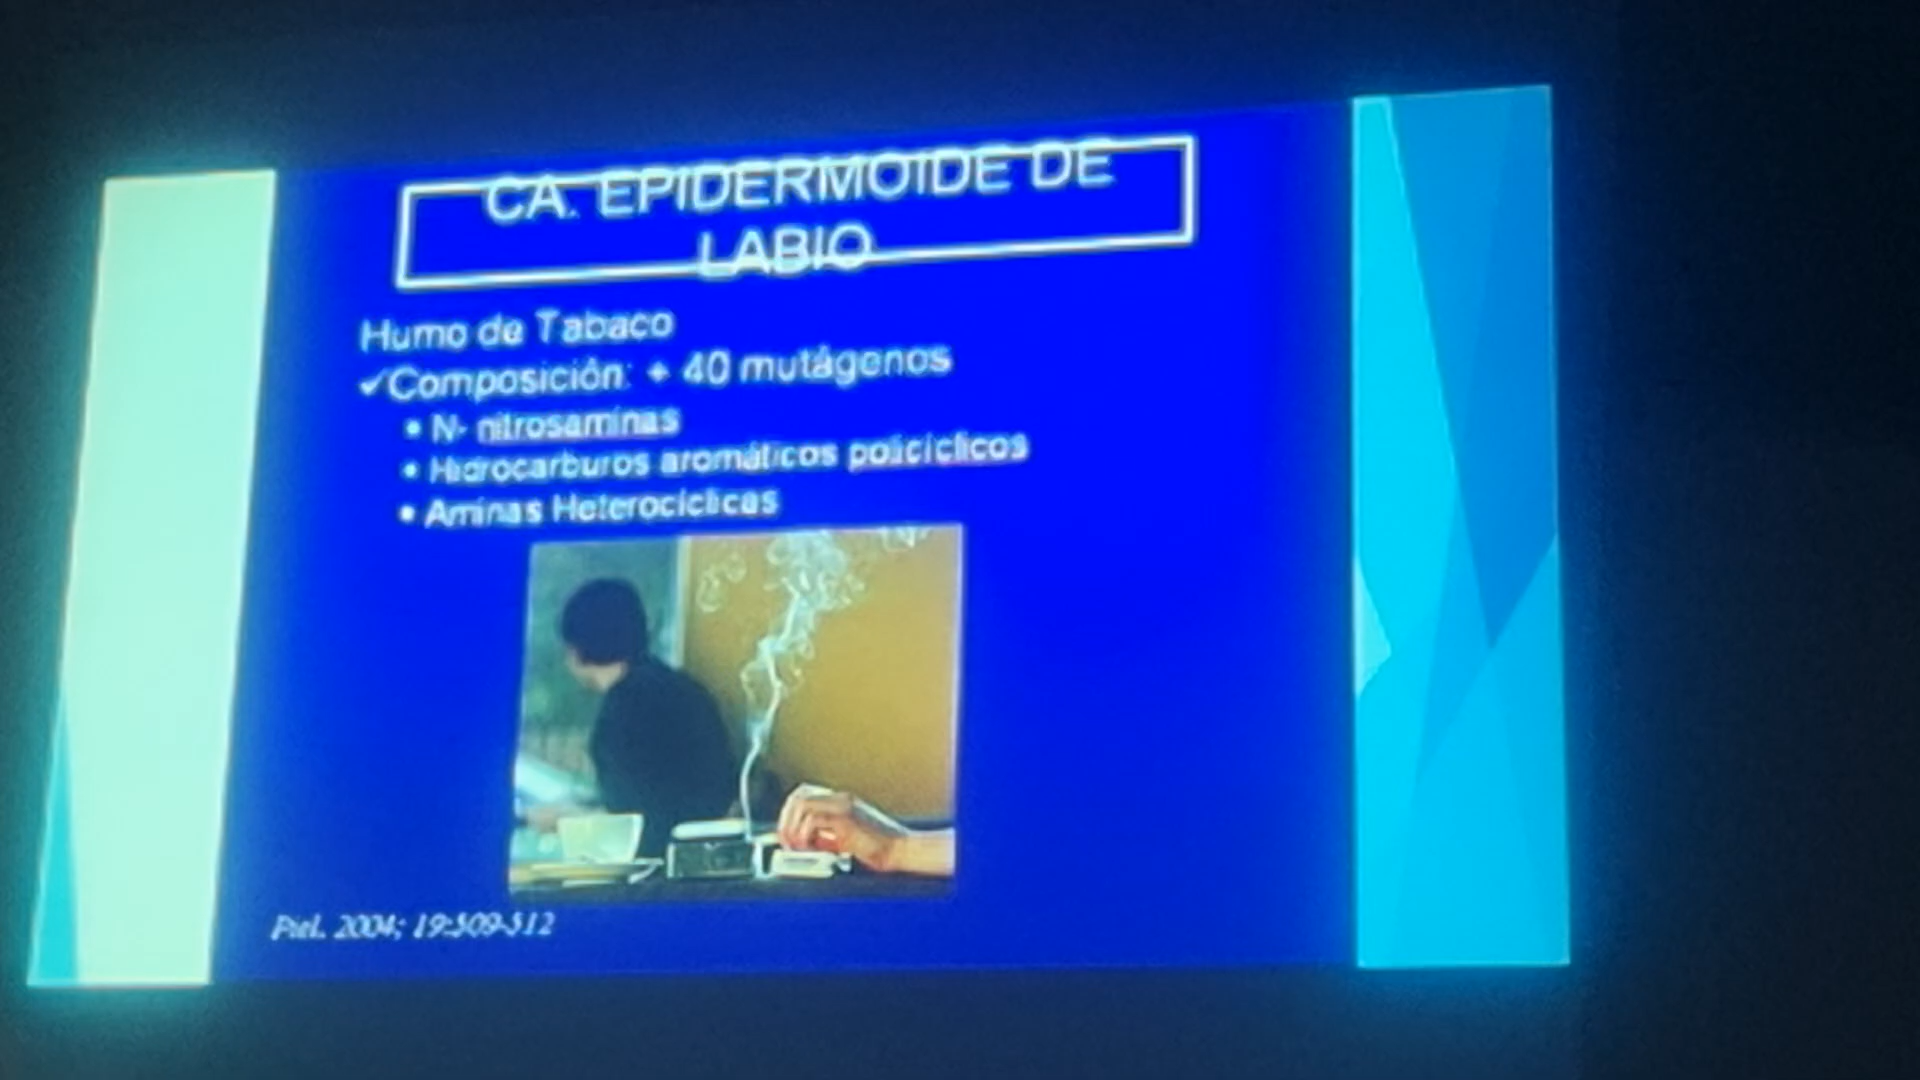 CA. EPIDERMOIDE DE
LABIO
Humo de Tabaco
✓Composición: + 40 mutágenos
• N- nitrosaminas
• Hidrocarburos aromáticos policíclicos
• Aminas Heterocíclicas
Piel. 2004; 19:509-512